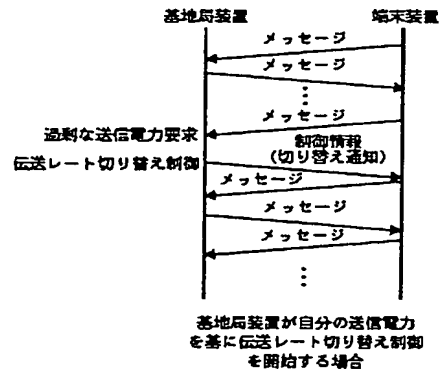 基地局装置 端末装置
メッセージ
メッセージ
メッセージ
過剰な送信電力要求
制御情報
(切り替え通知)
伝送レート切り替え制御
メッセージ
メッセージ
メッセージ
基地局装置が自分の送信電力
を基に伝送レート切り替え制御
を開始する場合